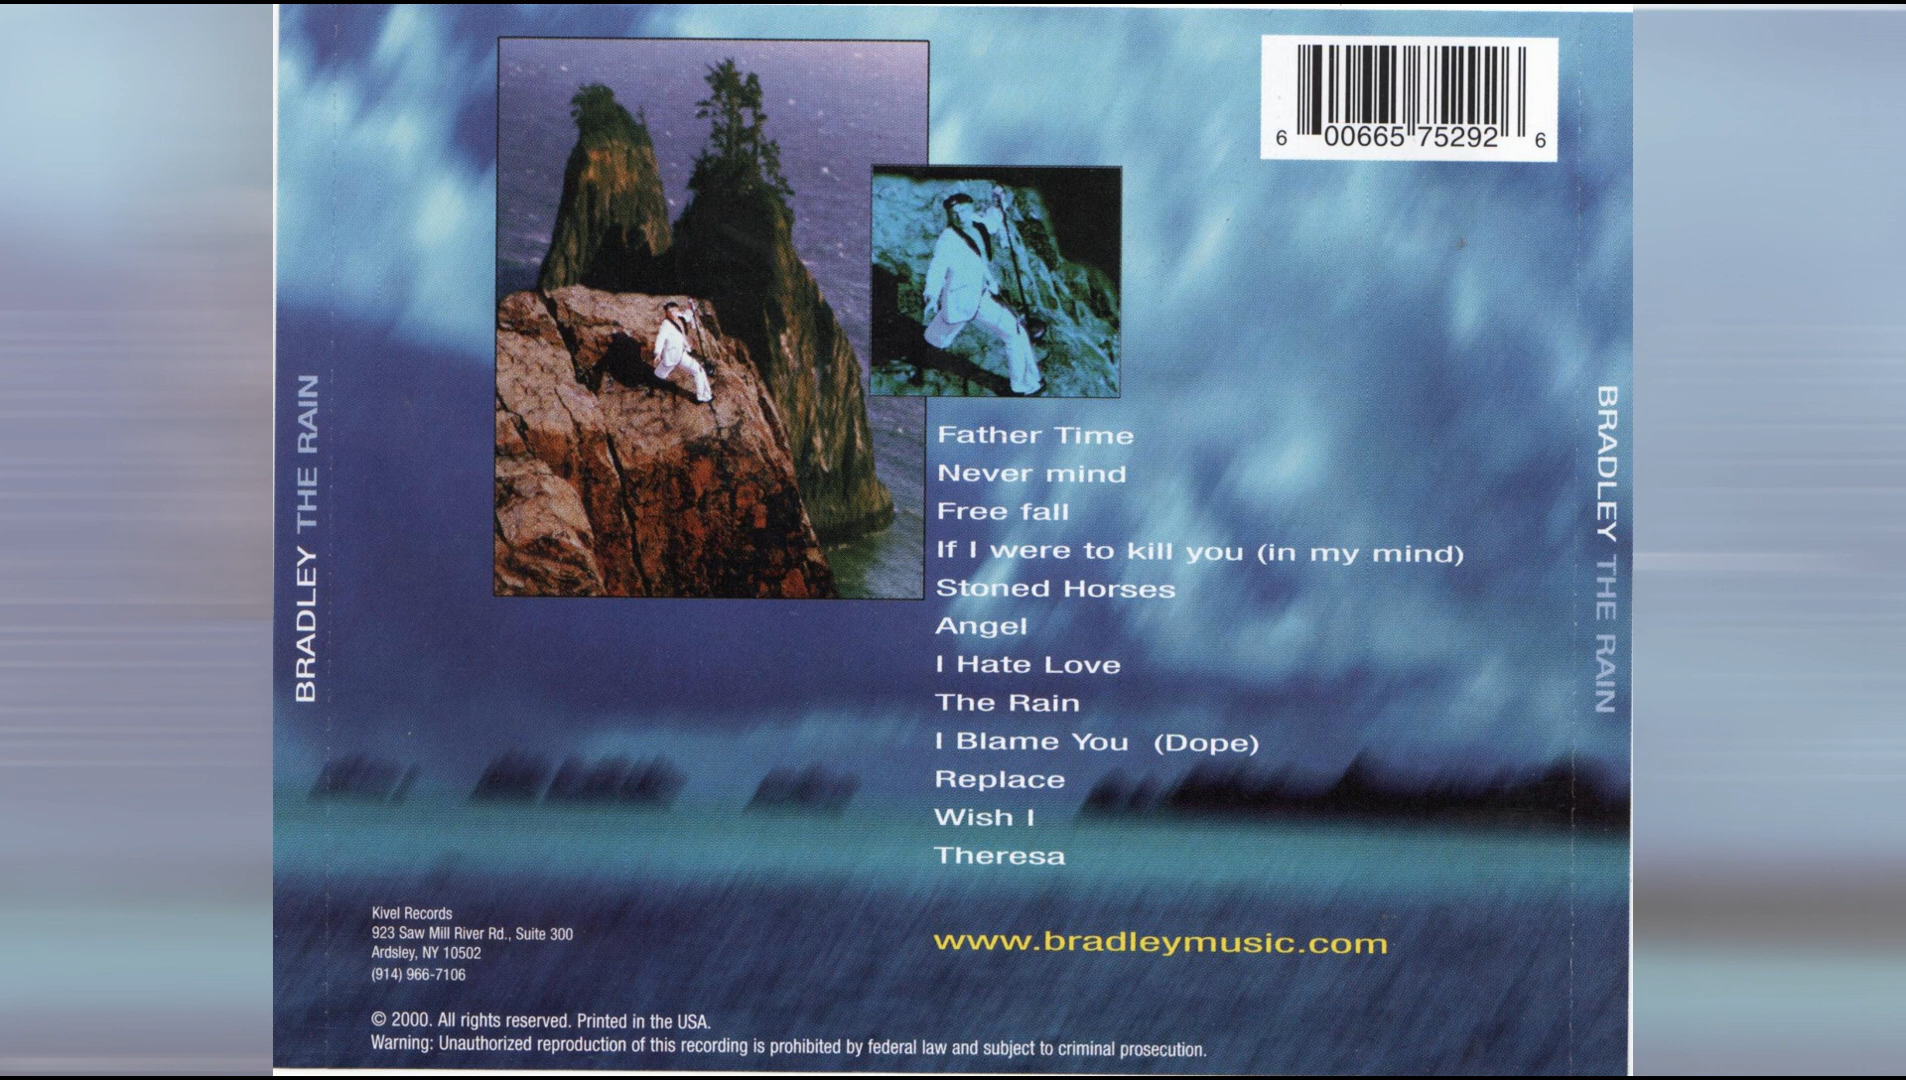 6 00665 75292 6
BRADLEY THE RAIN
BRADLEY THE RAIN
Father Time
Never mind
Free fall
If I were to kill you (in my mind)
Stoned Horses
Angel
I Hate Love
The Rain
I Blame You (Dope)
Replace
Wish I
Theresa
www.bradleymusic.com
Kivel Records
923 Saw Mill River Rd., Suite 300
Ardsley, NY 10502
(914) 966-7106
© 2000. All rights reserved. Printed in the USA.
Warning: Unauthorized reproduction of this recording is prohibited by federal law and subject to criminal prosecution.